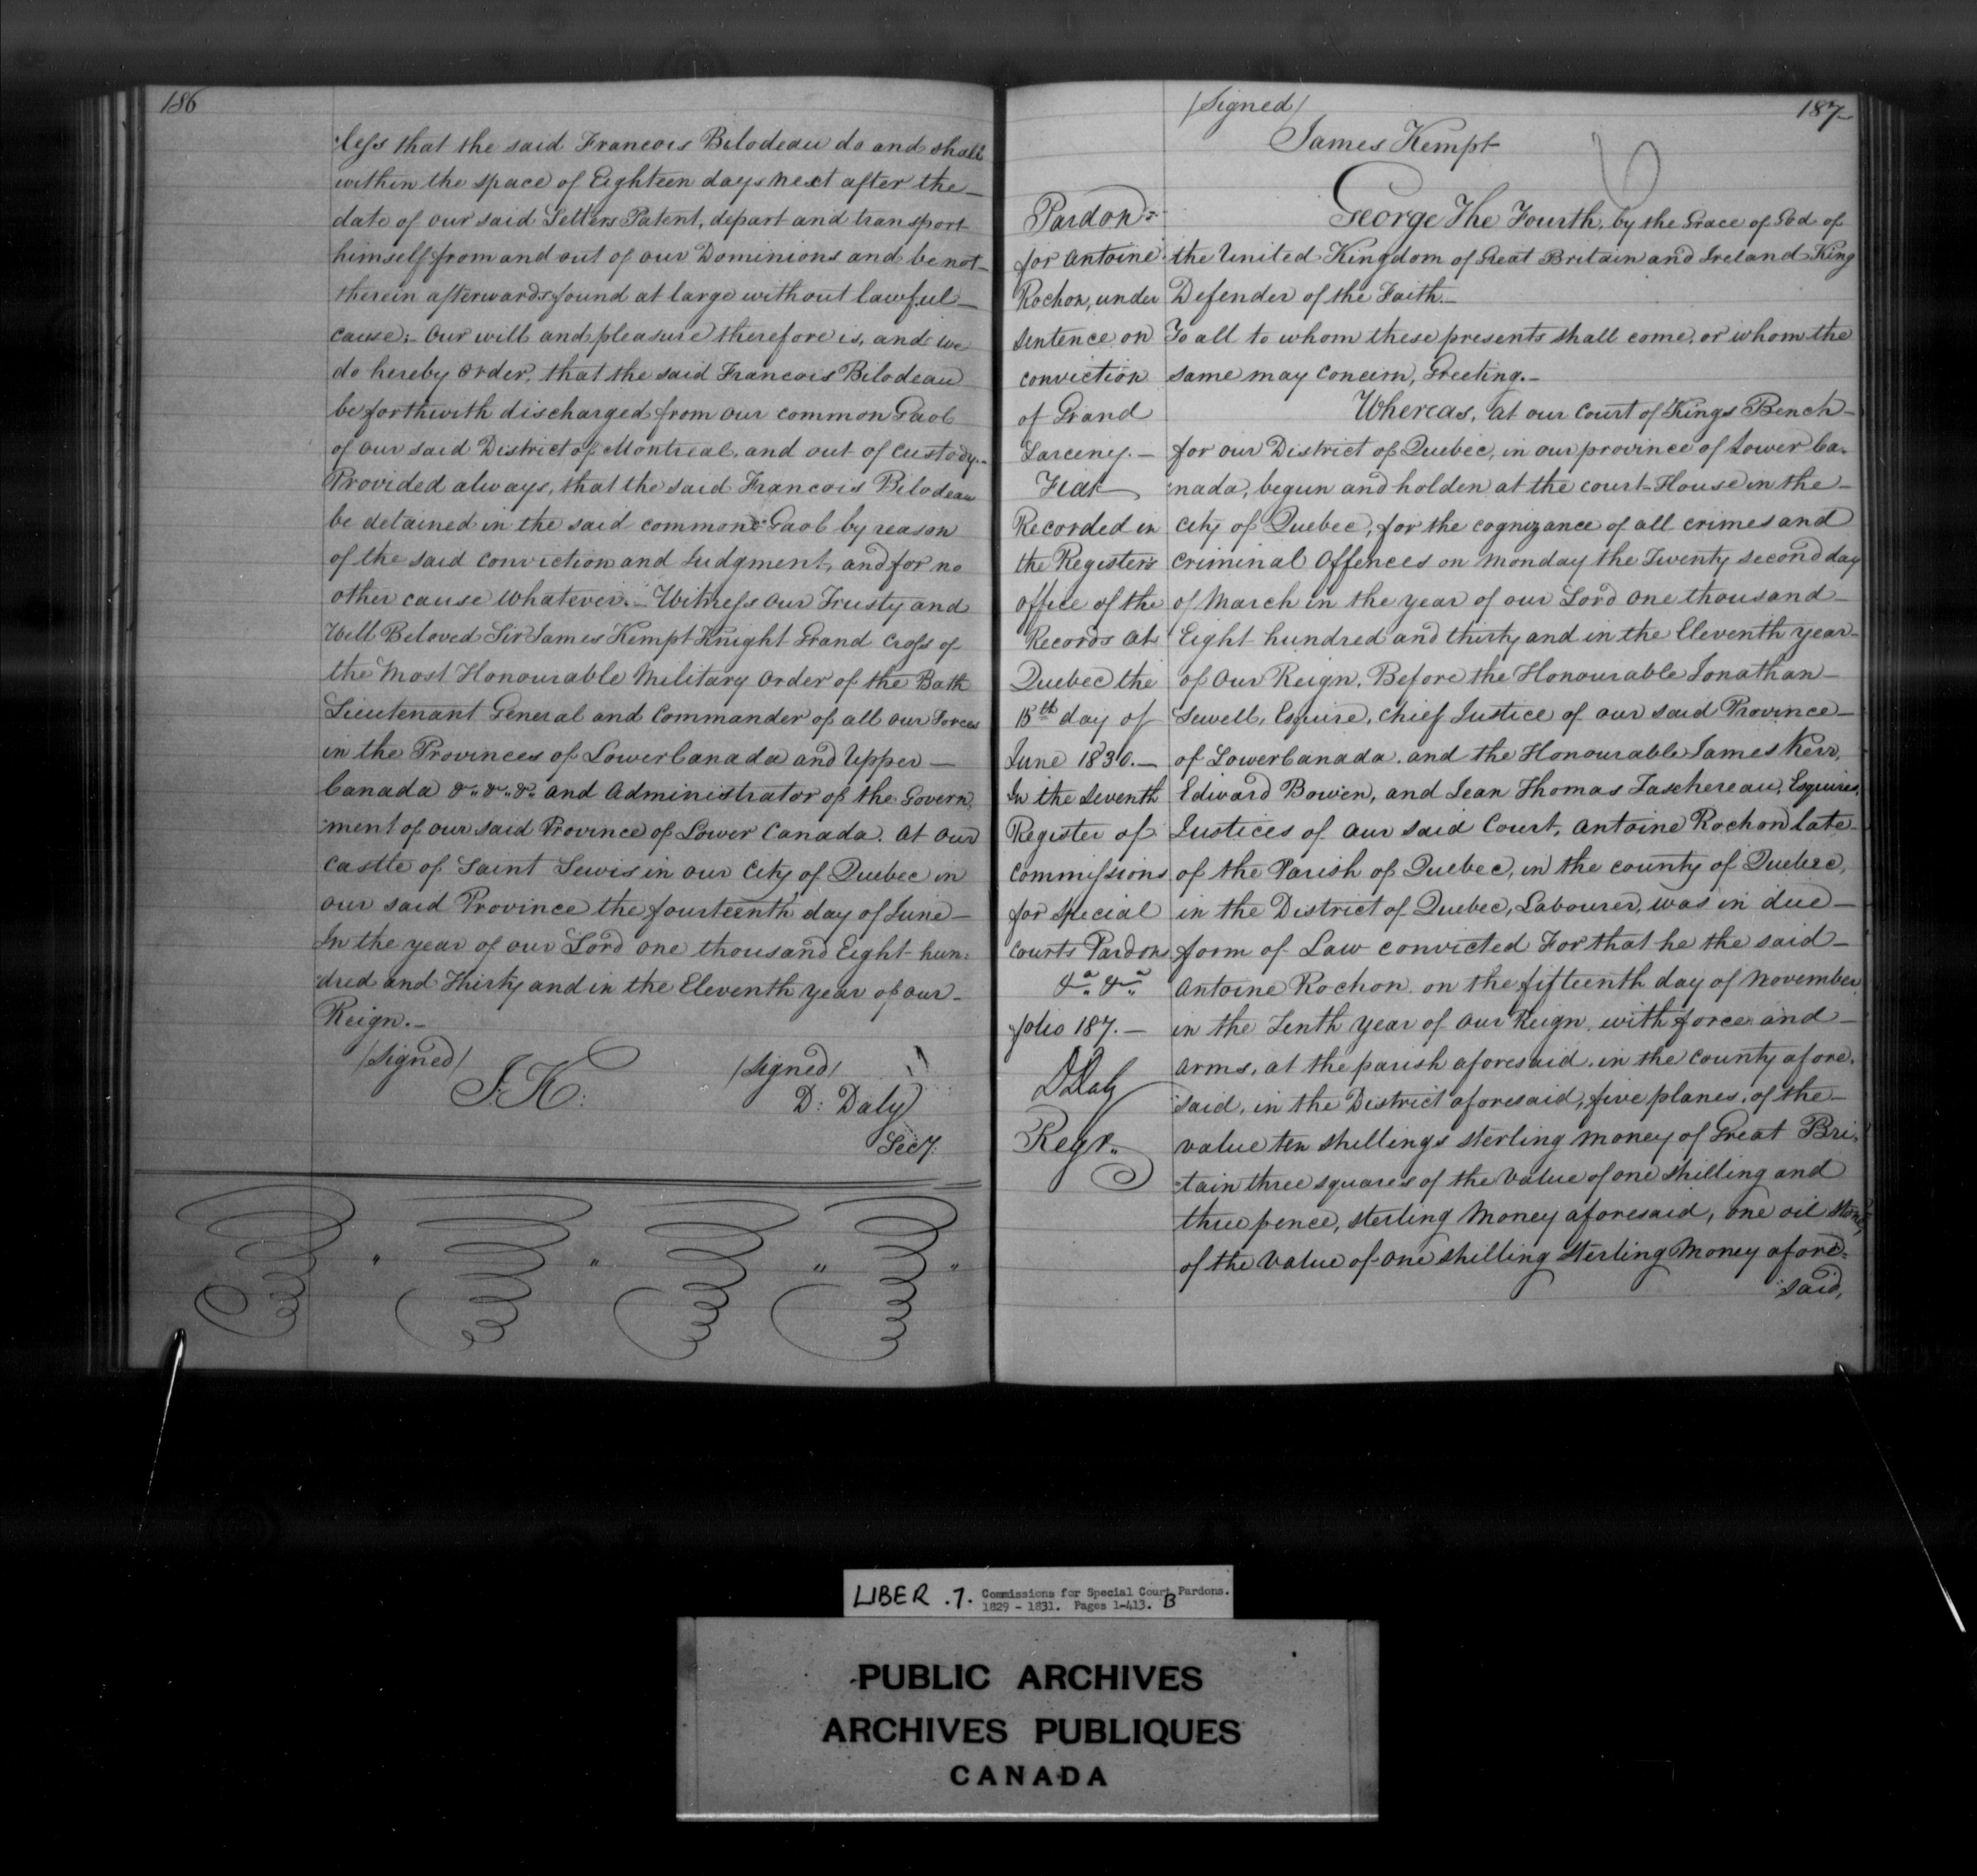 186
"less that the said Francois Bilodeau do and shall
within the space of Eighteen days next after the
date of our said Letters Patent, depart and transport
himself from and out of our Dominions and be not
therein afterwards found at large without lawful
cause:- Our will and pleasure therefore is, and we
do hereby order, that the said Francois Bilodeau
be forthwith discharged from our common Gaol
of our said District of Montreal, and out of custody.-
Provided always, that the said Francois Bilodeau
be detained in the said common Gaol by reason
of the said conviction and Judgment, and for no
other cause whatever.- Witness Our Trusty and
Well Beloved Sir James Kempt Knight Grand Cross of
the Most Honourable Military Order of the Bath
Lieutenant General and Commander of all our Forces
in the Provinces of Lower Canada and Upper
Canada &c. &c. &c. and Administrator of the Govern
"ment of our said Province of Lower Canada. At our
Castle of Saint Lewis in our City of Quebec in
our said Province the fourteenth day of June
In the year of our Lord one thousand Eight hun:
"dred and Thirty and in the Eleventh year of our
Reign.-
/Signed/
J. K:
/Signed/
D: Daly
Secy.
187
/Signed/
James Kempt
Pardon
for Antoine
Rochon, under
sentence on
conviction
of Grand
Larceny.-
Fiat
Recorded in
the Registers
office of the
Records at
Quebec the
15th day of
June 1830.-
In the Seventh
Register of
Commissions
for Special
Courts Pardons
&a. &a.
folio 187.-
DDaly
Regr.
George The Fourth, by the Grace of God of
the United Kingdom of Great Britain and Ireland King
Defender of the Faith.-
To all to whom these presents shall come, or whom the
same may concern, Greeting.-
Whereas, at our Court of Kings Bench
for our District of Quebec, in our province of Lower Ca.
"nada, begun and holden at the court-House in the
city of Quebec, for the cognizance of all crimes and
criminal Offences on Monday the Twenty second day
of March in the year of our Lord one thousand
Eight hundred and thirty and in the Eleventh year
of Our Reign. Before the Honourable Jonathan
Sewell, Esquire, Chief Justice of our said Province
of Lower Canada. and the Honourable James Kerr,
Edward Bowen, and Jean Thomas Taschereau, Esquires,
Justices of our said Court, Antoine Rochon late
of the Parish of Quebec, in the county of Quebec,
in the District of Quebec, Labourer, was in due
form of Law convicted For that he the said
Antoine Rochon on the fifteenth day of November
in the Tenth year of Our Reign, with force and
arms, at the parish aforesaid, in the county afore.
"said, in the District aforesaid, five planes, of the
value ten shillings sterling money of Great Bri.
"tain three squares of the value of one shilling and
three pence, sterling money aforesaid, one oil stone,
of the value of one shilling sterling money afore=
"said,
LIBER .7. Commissions for Special Court Pardons.
1829 - 1831. Pages 1-413. B
PUBLIC ARCHIVES
ARCHIVES PUBLIQUES
CANADA